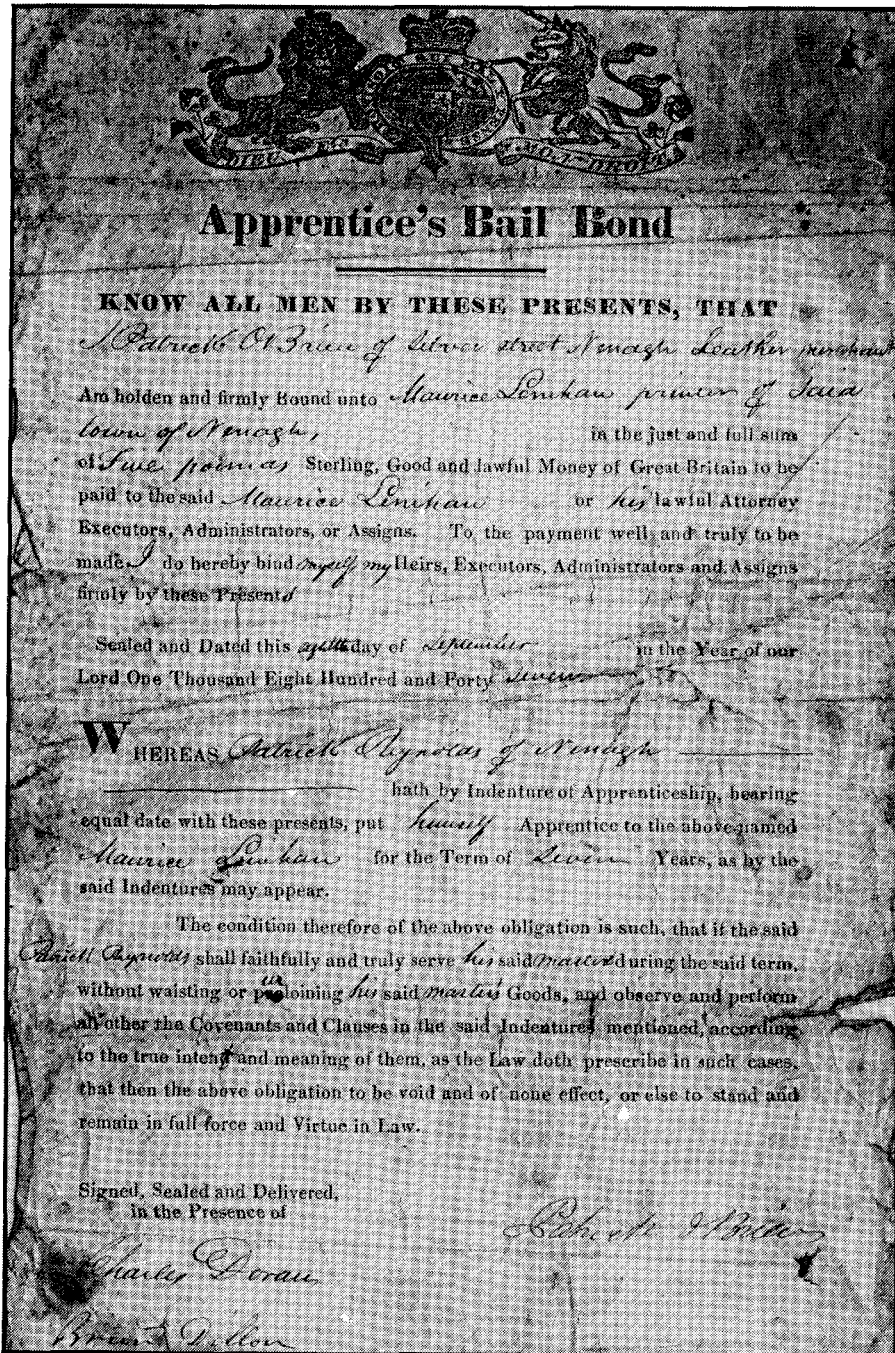 DIEU ET MON DROIT
Apprentice's Bail Bond
KNOW ALL MEN BY THESE PRESENTS, THAT
I Patrick O'Brien of Silver street Nenagh Leather merchant
Am holden and firmly Bound unto Maurice Lenihan printer of said
town of Nenagh, in the just and full sum
of Five pounds Sterling, Good and lawful Money of Great Britain to be
paid to the said Maurice Lenihan or his lawful Attorney
Executors, Administrators, or Assigns. To the payment well and truly to be
made I do hereby bind myself my Heirs, Executors, Administrators and Assigns
firmly by these Presents
Sealed and Dated this day of September in the Year of our
Lord One Thousand Eight Hundred and Forty Seven
WHEREAS Patrick Reynolds of Nenagh
hath by Indenture of Apprenticeship, bearing
equal date with these presents, put himself Apprentice to the above-named
Maurice Lenihan for the Term of Seven Years, as by the
said Indentures may appear.
The condition therefore of the above obligation is such, that if the said
Patrick Reynolds shall faithfully and truly serve his said master during the said term,
without waisting or purloining his said master's Goods, and observe and perform
all other the Covenants and Clauses in the said Indentures mentioned, according
to the true intent and meaning of them, as the Law doth prescribe in such cases,
that then the above obligation to be void and of none effect, or else to stand and
remain in full force and Virtue in Law.
Signed, Sealed and Delivered,
in the Presence of
Patrick O'Brien
Charles Doran
Brien Dillon